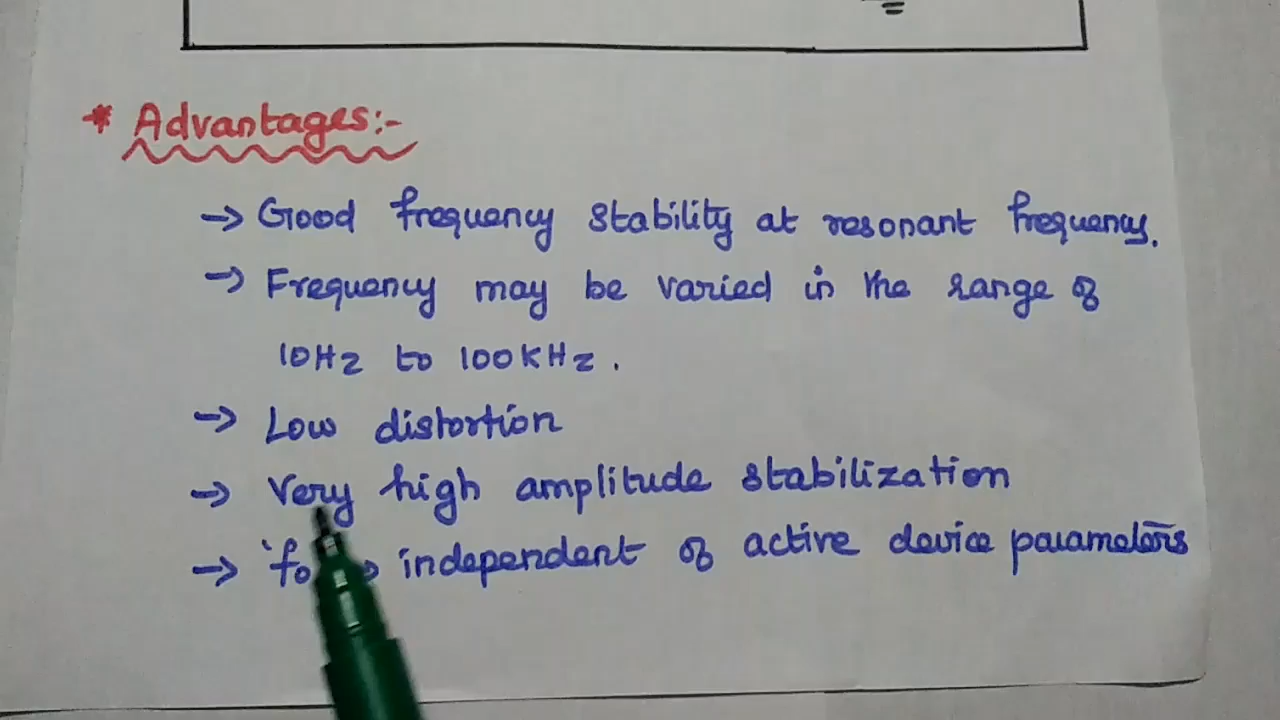 * Advantages:-
→ Good frequency stability at resonant frequency.
→ Frequency may be varied in the range of
10Hz to 100KHz.
→ Low distortion
→ Very high amplitude stabilization
→ 'fo independent of active device parameters